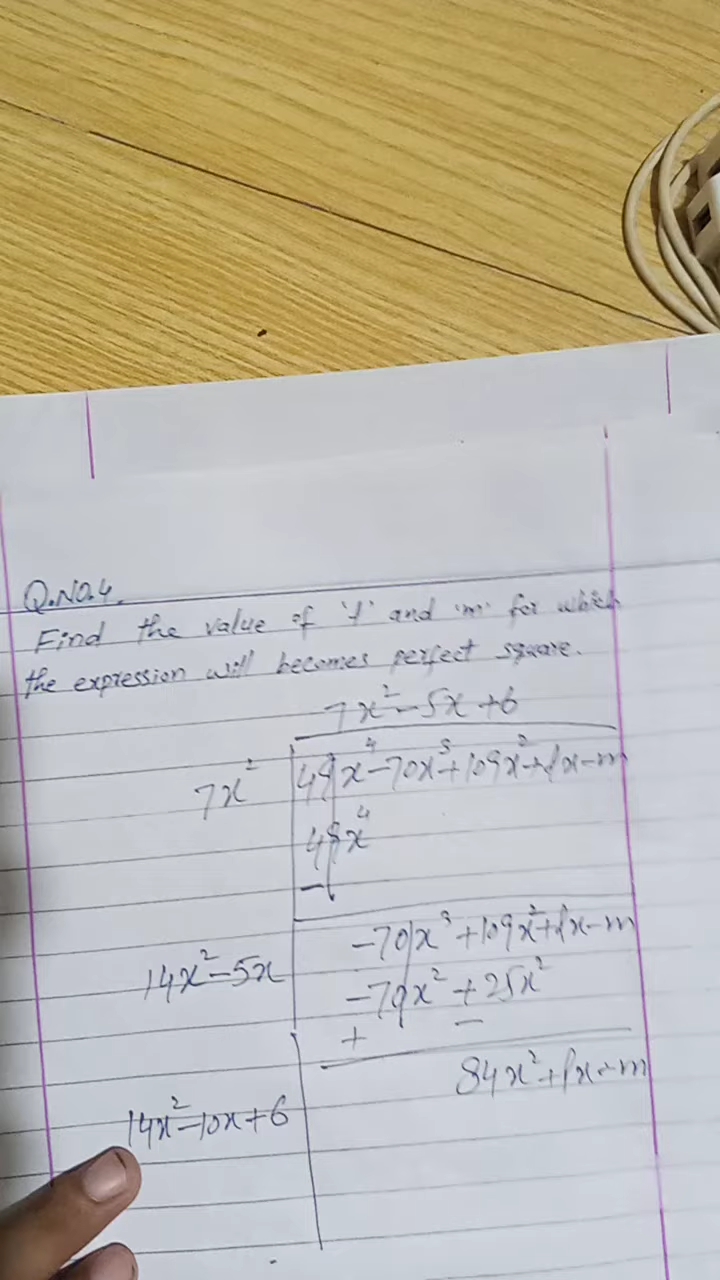 Q.NO.4.
Find the value of 'l' and 'm' for which
the expression will becomes perfect square.
7x² - 5x + 6
7x² 49x⁴ - 70x³ + 109x² + lx - m
49x⁴
-
-70x³ + 109x² + lx - m
14x² - 5x
-70x² + 25x²
+ -
84x² + lx - m
14x² - 10x + 6